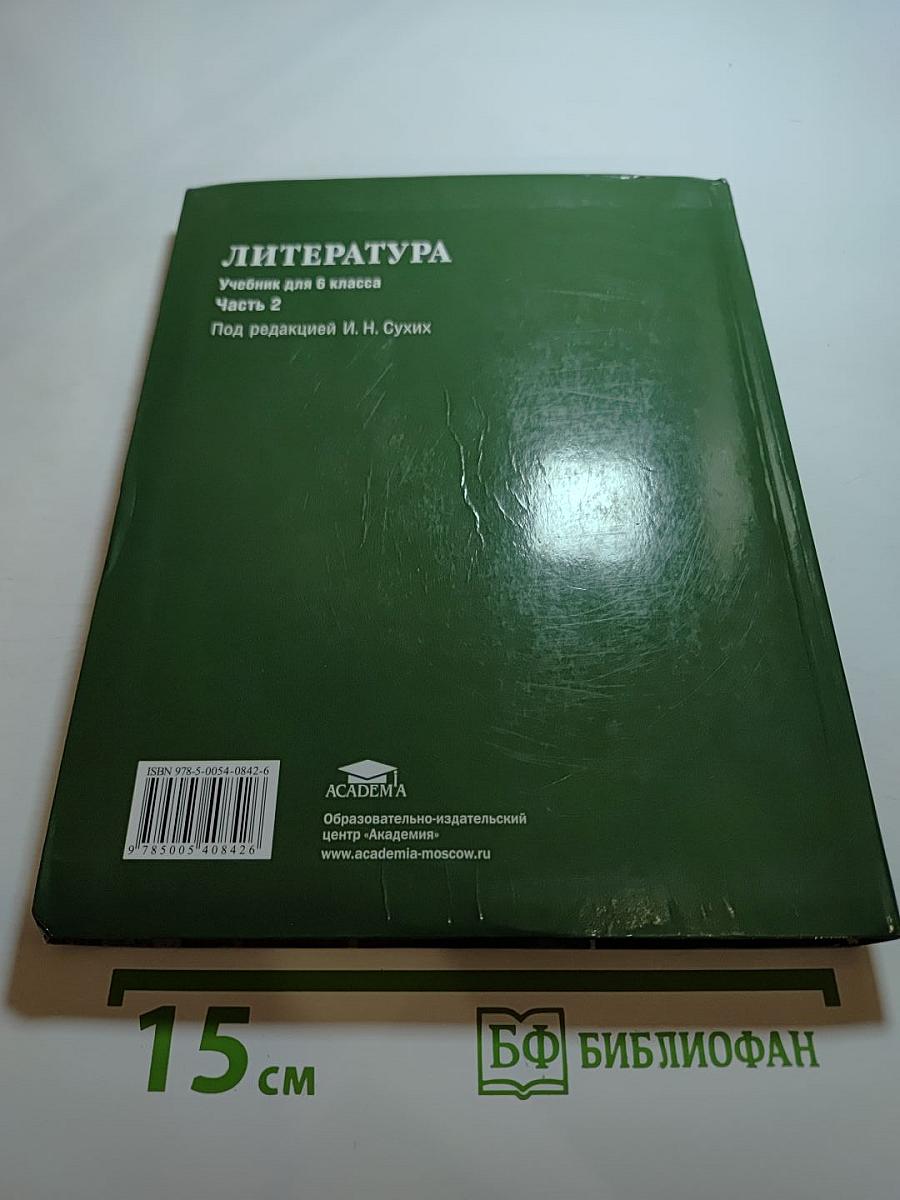 ЛИТЕРАТУРА
Учебник для 6 класса
Часть 2
Под редакцией И. Н. Сухих
ISBN 978-5-0054-0842-6
9 785005 408426
ACADEMA
Образовательно-издательский
центр «Академия»
www.academia-moscow.ru
15 см
БФ БИБЛИОФАН